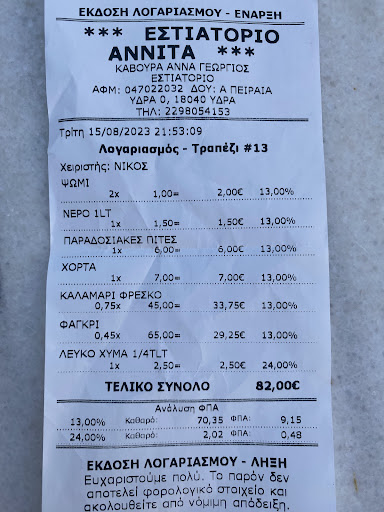 ΕΚΔΟΣΗ ΛΟΓΑΡΙΑΣΜΟΥ - ΕΝΑΡΞΗ
*** ΕΣΤΙΑΤΟΡΙΟ
ΑΝΝΙΤΑ ***
ΚΑΒΟΥΡΑ ΑΝΝΑ ΓΕΩΡΓΙΟΣ
ΕΣΤΙΑΤΟΡΙΟ
ΑΦΜ: 047022032 ΔΟΥ: Α ΠΕΙΡΑΙΑ
ΥΔΡΑ 0, 18040 ΥΔΡΑ
ΤΗΛ: 2298054153
Τρίτη 15/08/2023 21:53:09
Λογαριασμός - Τραπέζι #13
Χειριστής: ΝΙΚΟΣ
ΨΩΜΙ
2x 1,00= 2,00€ 13,00%
ΝΕΡΟ 1LT
1x 1,50= 1,50€ 13,00%
ΠΑΡΑΔΟΣΙΑΚΕΣ ΠΙΤΕΣ
1x 6,00= 6,00€ 13,00%
ΧΟΡΤΑ
1x 7,00= 7,00€ 13,00%
ΚΑΛΑΜΑΡΙ ΦΡΕΣΚΟ
0,75x 45,00= 33,75€ 13,00%
ΦΑΓΚΡΙ
0,45x 65,00= 29,25€ 13,00%
ΛΕΥΚΟ ΧΥΜΑ 1/4ΤLT
1x 2,50= 2,50€ 24,00%
ΤΕΛΙΚΟ ΣΥΝΟΛΟ 82,00€
Ανάλυση ΦΠΑ
13,00% Καθαρό: 70,35 ΦΠΑ: 9,15
24,00% Καθαρό: 2,02 ΦΠΑ: 0,48
ΕΚΔΟΣΗ ΛΟΓΑΡΙΑΣΜΟΥ - ΛΗΞΗ
Ευχαριστούμε πολύ. Το παρόν δεν
αποτελεί φορολογικό στοιχείο και
ακολουθείτε από νόμιμη απόδειξη.